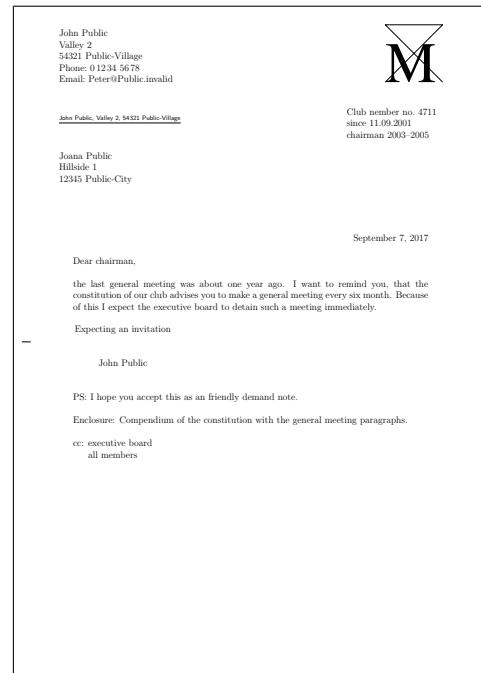 John Public
Valley 2
54321 Public-Village
Phone: 0 12 34 56 78
Email: Peter@Public.invalid
M
John Public, Valley 2, 54321 Public-Village
Club nember no. 4711
since 11.09.2001
chairman 2003–2005
Joana Public
Hillside 1
12345 Public-City
September 7, 2017
Dear chairman,
the last general meeting was about one year ago. I want to remind you, that the
constitution of our club advises you to make a general meeting every six month. Because
of this I expect the executive board to detain such a meeting immediately.
Expecting an invitation
John Public
PS: I hope you accept this as an friendly demand note.
Enclosure: Compendium of the constitution with the general meeting paragraphs.
cc: executive board
all members